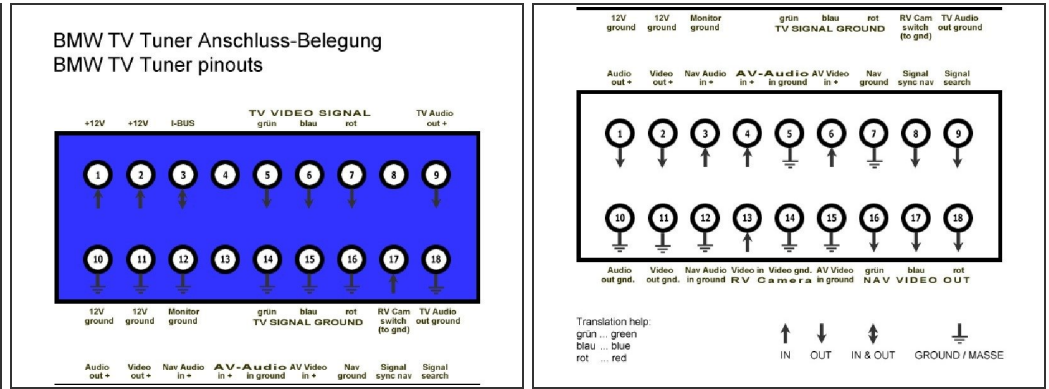 BMW TV Tuner Anschluss-Belegung
BMW TV Tuner pinouts
TV VIDEO SIGNAL
+12V +12V I-BUS grün blau rot TV Audio out +
1 2 3 4 5 6 7 8 9
10 11 12 13 14 15 16 17 18
12V ground 12V ground Monitor ground grün blau rot RV Cam switch (to gnd) TV Audio out ground
TV SIGNAL GROUND
Audio out + Video out + Nav Audio in + AV-Audio in + in ground AV Video in + Nav ground Signal sync nav Signal search
12V ground 12V ground Monitor ground grün blau rot RV Cam switch (to gnd) TV Audio out ground
TV SIGNAL GROUND
Audio out + Video out + Nav Audio in + AV-Audio in + in ground AV Video in + Nav ground Signal sync nav Signal search
1 2 3 4 5 6 7 8 9
10 11 12 13 14 15 16 17 18
Audio out gnd. Video out gnd. Nav Audio in ground Video in Video gnd. AV Video in ground grün blau rot
RV Camera NAV VIDEO OUT
Translation help:
grün ... green
blau ... blue
rot ... red
IN OUT IN & OUT GROUND / MASSE